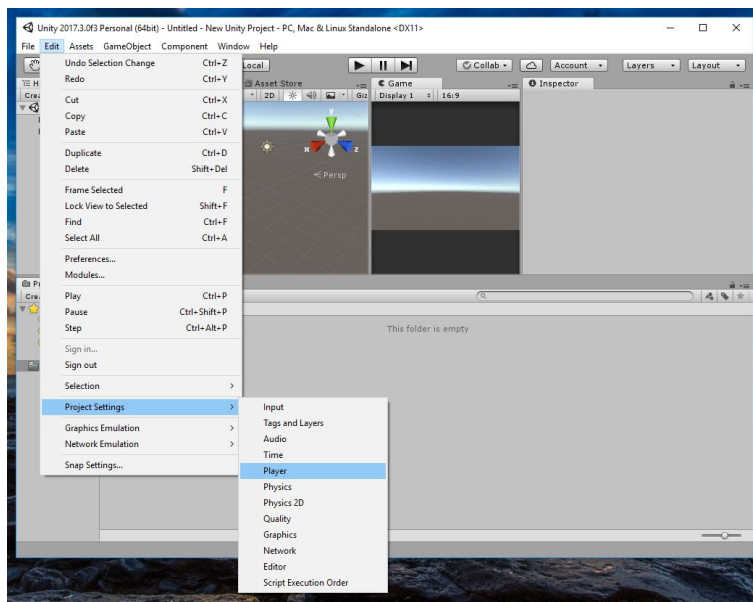 Unity 2017.3.0f3 Personal (64bit) - Untitled - New Unity Project - PC, Mac & Linux Standalone <DX11>
File Edit Assets GameObject Component Window Help
Local Collab Account Layers Layout
Asset Store Game Inspector
2D Display 1 16:9
y
x z
Persp
Undo Selection Change Ctrl+Z
Redo Ctrl+Y
Cut Ctrl+X
Copy Ctrl+C
Paste Ctrl+V
Duplicate Ctrl+D
Delete Shift+Del
Frame Selected F
Lock View to Selected Shift+F
Find Ctrl+F
Select All Ctrl+A
Preferences...
Modules...
Play Ctrl+P
Pause Ctrl+Shift+P
Step Ctrl+Alt+P
Sign in...
Sign out
Selection
Project Settings
Graphics Emulation
Network Emulation
Snap Settings...
This folder is empty
Input
Tags and Layers
Audio
Time
Player
Physics
Physics 2D
Quality
Graphics
Network
Editor
Script Execution Order